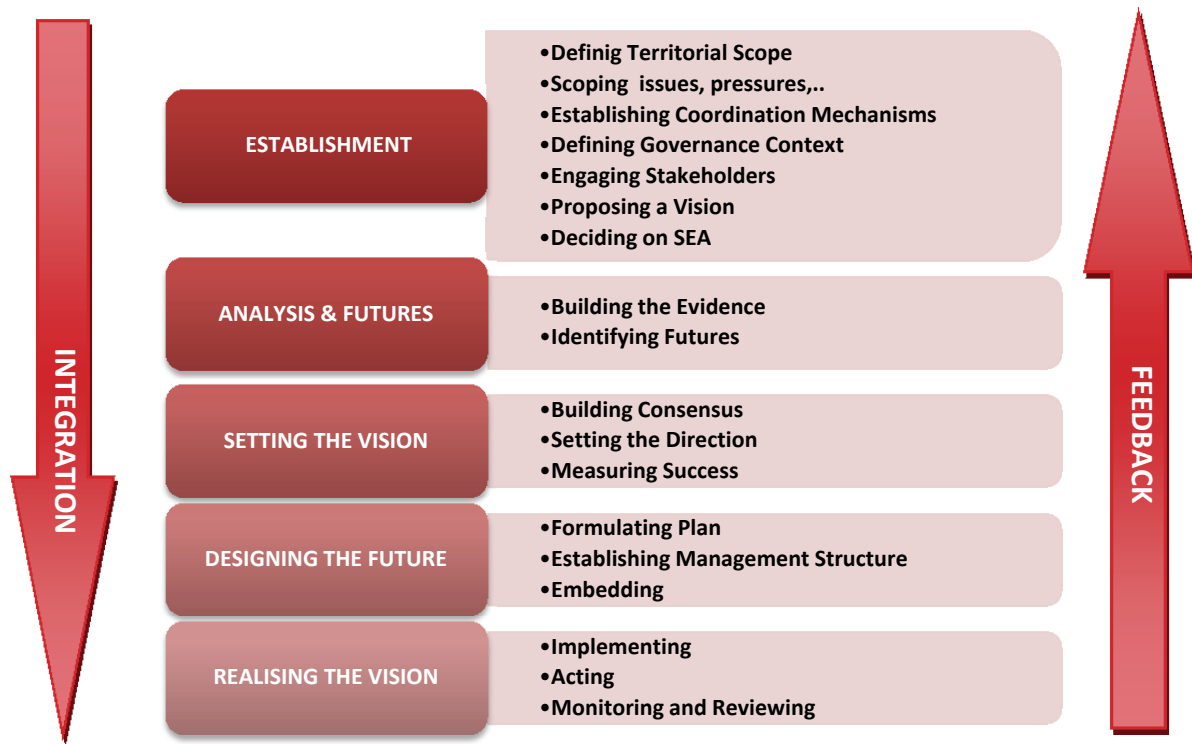 INTEGRATION
ESTABLISHMENT
•Definig Territorial Scope
•Scoping issues, pressures,..
•Establishing Coordination Mechanisms
•Defining Governance Context
•Engaging Stakeholders
•Proposing a Vision
•Deciding on SEA
ANALYSIS & FUTURES
•Building the Evidence
•Identifying Futures
SETTING THE VISION
•Building Consensus
•Setting the Direction
•Measuring Success
DESIGNING THE FUTURE
•Formulating Plan
•Establishing Management Structure
•Embedding
REALISING THE VISION
•Implementing
•Acting
•Monitoring and Reviewing
FEEDBACK